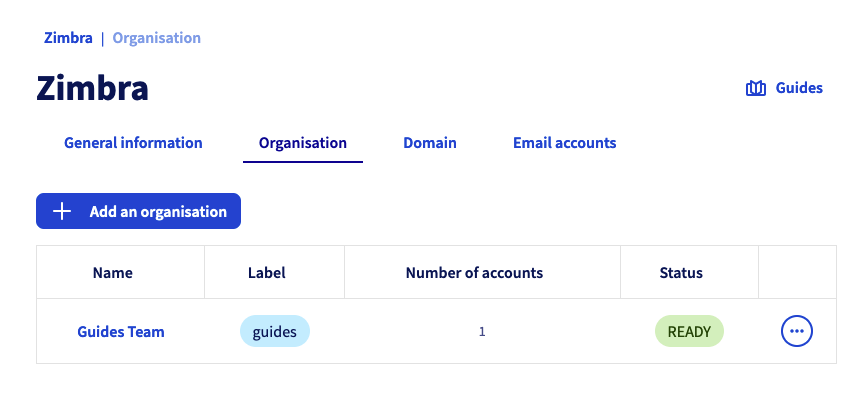 Zimbra | Organisation
Zimbra
Guides
General information Organisation Domain Email accounts
Add an organisation
Name Label Number of accounts Status
Guides Team guides 1 READY